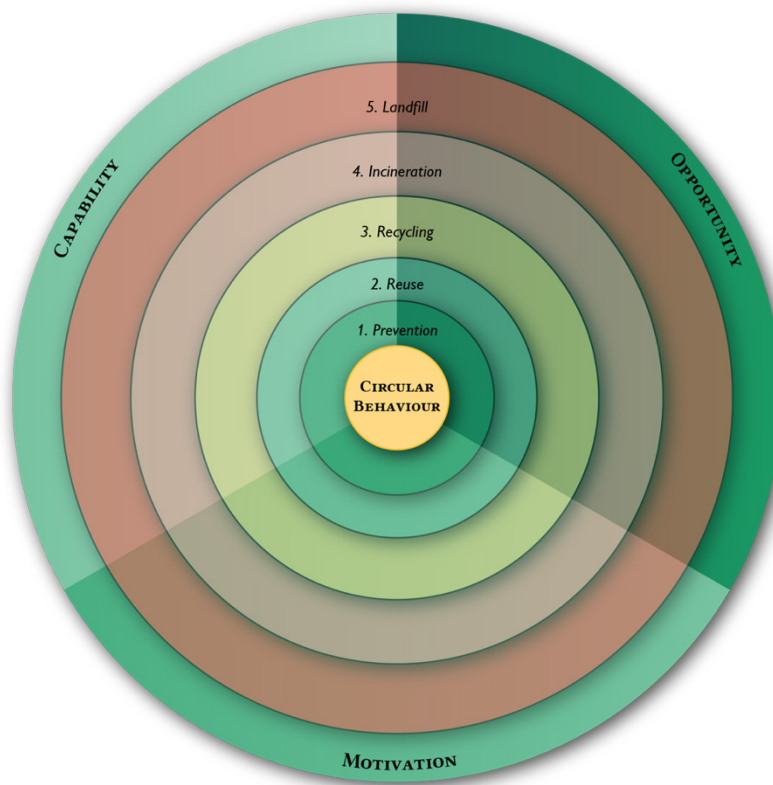 5. Landfill
4. Incineration
3. Recycling
2. Reuse
1. Prevention
CIRCULAR
BEHAVIOUR
CAPABILITY
OPPORTUNITY
MOTIVATION